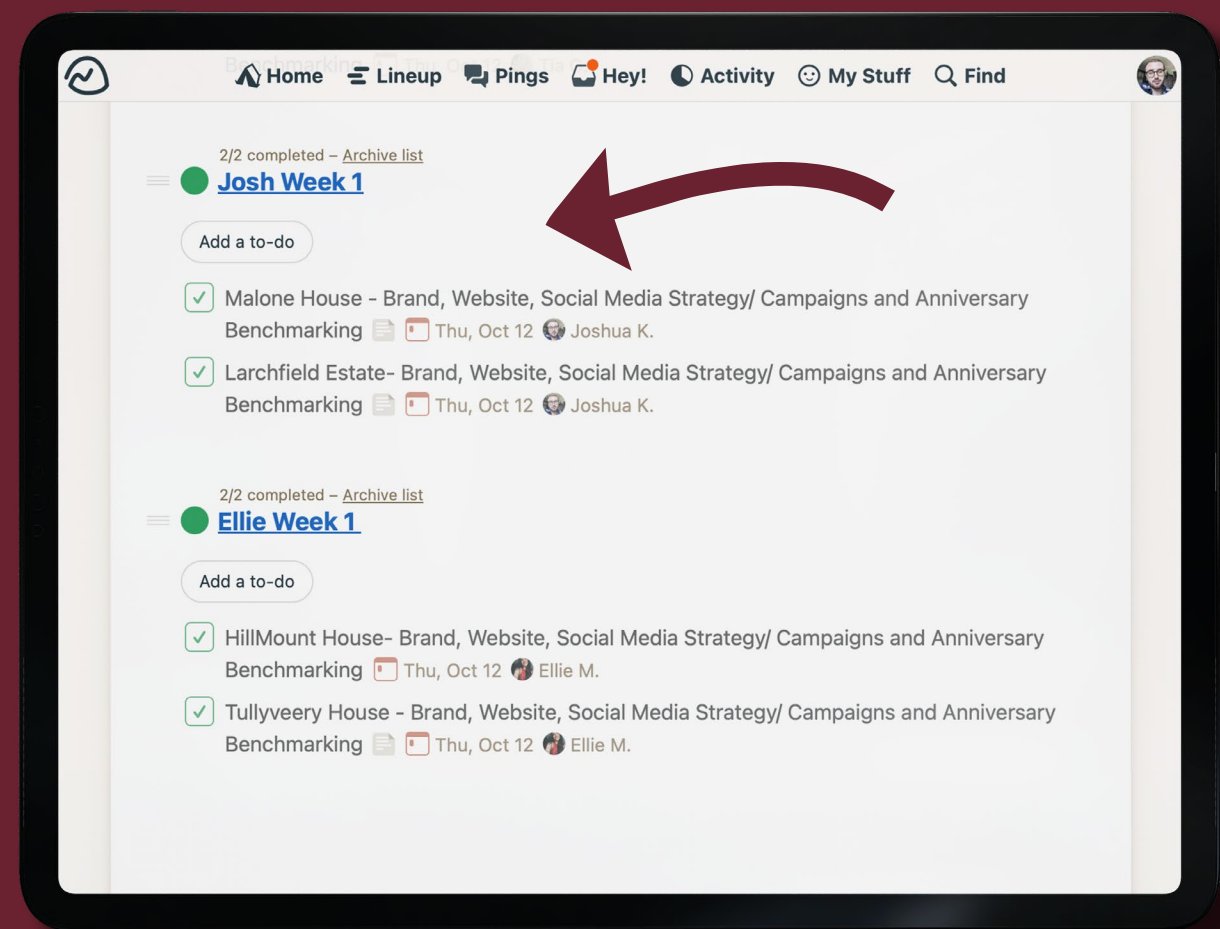 Benchmarking Thu, O
Home Lineup Pings Hey! Activity My Stuff Find
2/2 completed – Archive list
Josh Week 1
Add a to-do
Malone House - Brand, Website, Social Media Strategy/ Campaigns and Anniversary
Benchmarking Thu, Oct 12 Joshua K.
Larchfield Estate- Brand, Website, Social Media Strategy/ Campaigns and Anniversary
Benchmarking Thu, Oct 12 Joshua K.
2/2 completed – Archive list
Ellie Week 1
Add a to-do
HillMount House- Brand, Website, Social Media Strategy/ Campaigns and Anniversary
Benchmarking Thu, Oct 12 Ellie M.
Tullyveery House - Brand, Website, Social Media Strategy/ Campaigns and Anniversary
Benchmarking Thu, Oct 12 Ellie M.